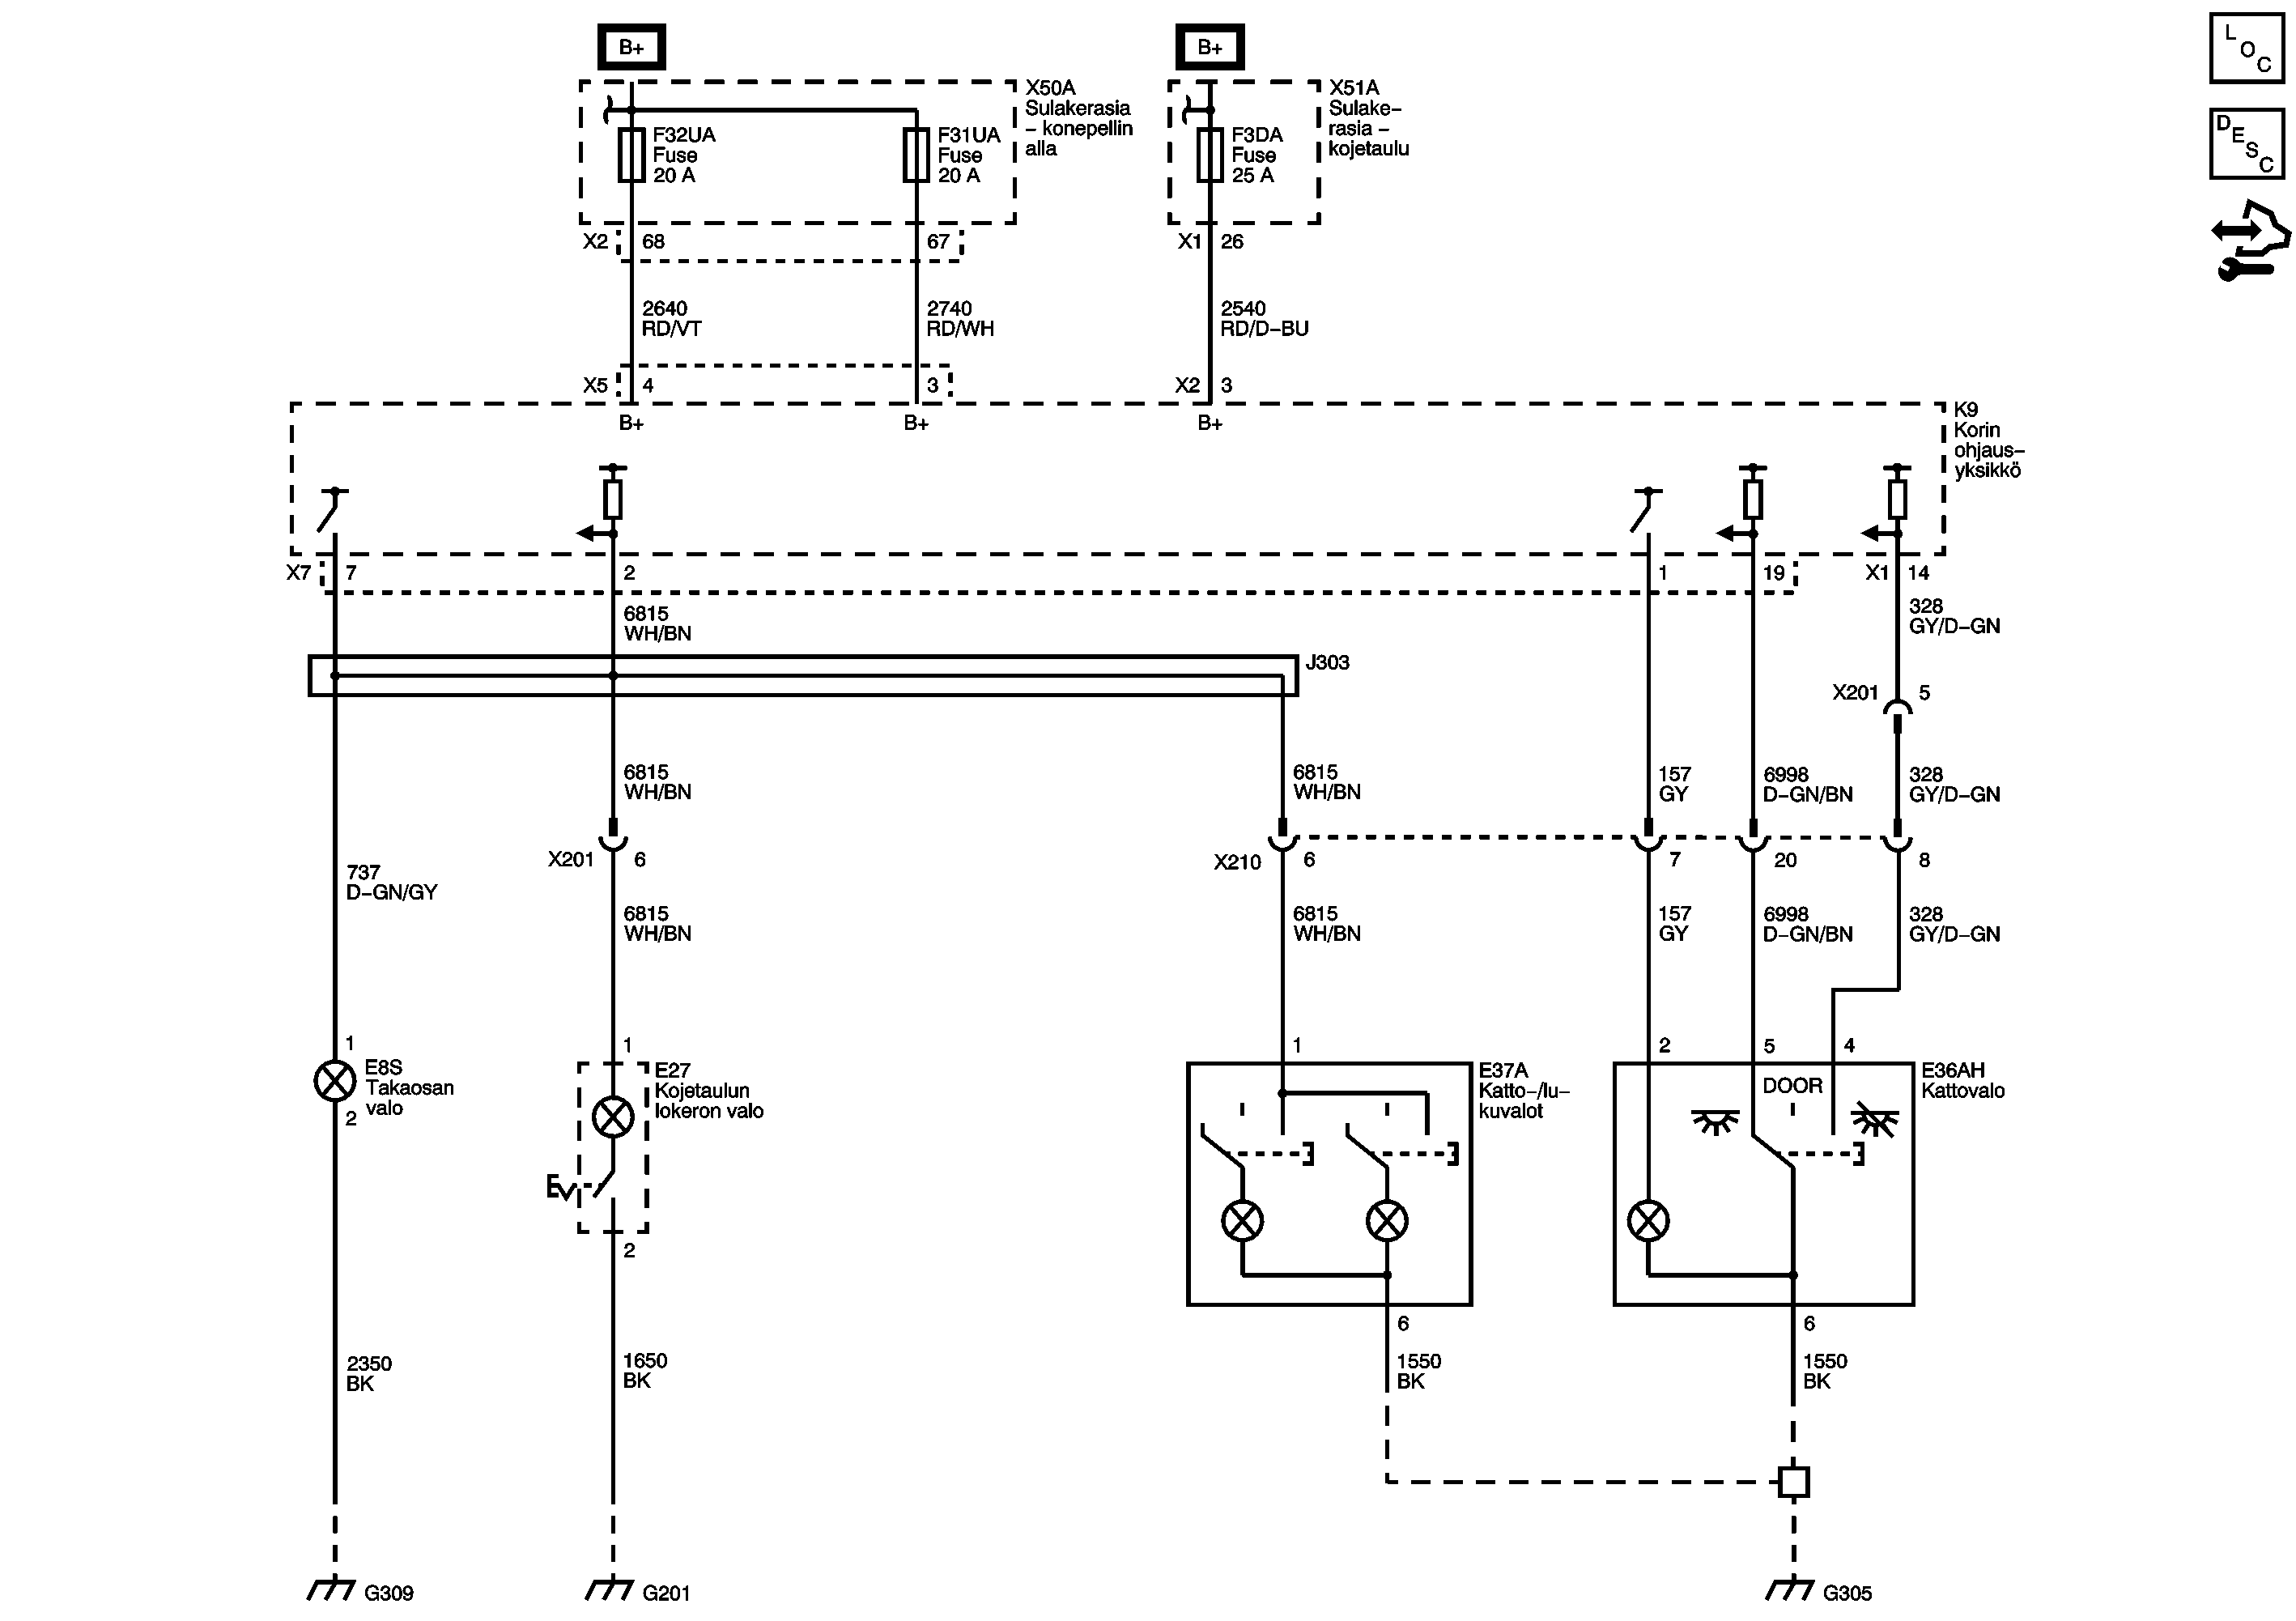 B+
B+
L
O
C
D
E
S
C
X50A
Sulakerasia
– konepellin
alla
F32UA
Fuse
20 A
F31UA
Fuse
20 A
X51A
Sulake–
rasia –
kojetaulu
F3DA
Fuse
25 A
X2 68 67
X1 26
2640
RD/VT
2740
RD/WH
2540
RD/D–BU
X5 4 3
X2 3
B+ B+ B+
K9
Korin
ohjaus–
yksikkö
X7 7 2 1 19 X1 14
6815
WH/BN
328
GY/D–GN
J303
X201 5
6815
WH/BN
6815
WH/BN
157
GY
6998
D–GN/BN
328
GY/D–GN
X201 6
X210 6 7 20 8
737
D–GN/GY
6815
WH/BN
6815
WH/BN
157
GY
6998
D–GN/BN
328
GY/D–GN
1 1 1 2 5 4
E8S
Takaosan
valo
2
E27
Kojetaulun
lokeron valo
E37A
Katto–/lu–
kuvalot
DOOR
E36AH
Kattovalo
2
6 6
2350
BK
1650
BK
1550
BK
1550
BK
G309 G201 G305